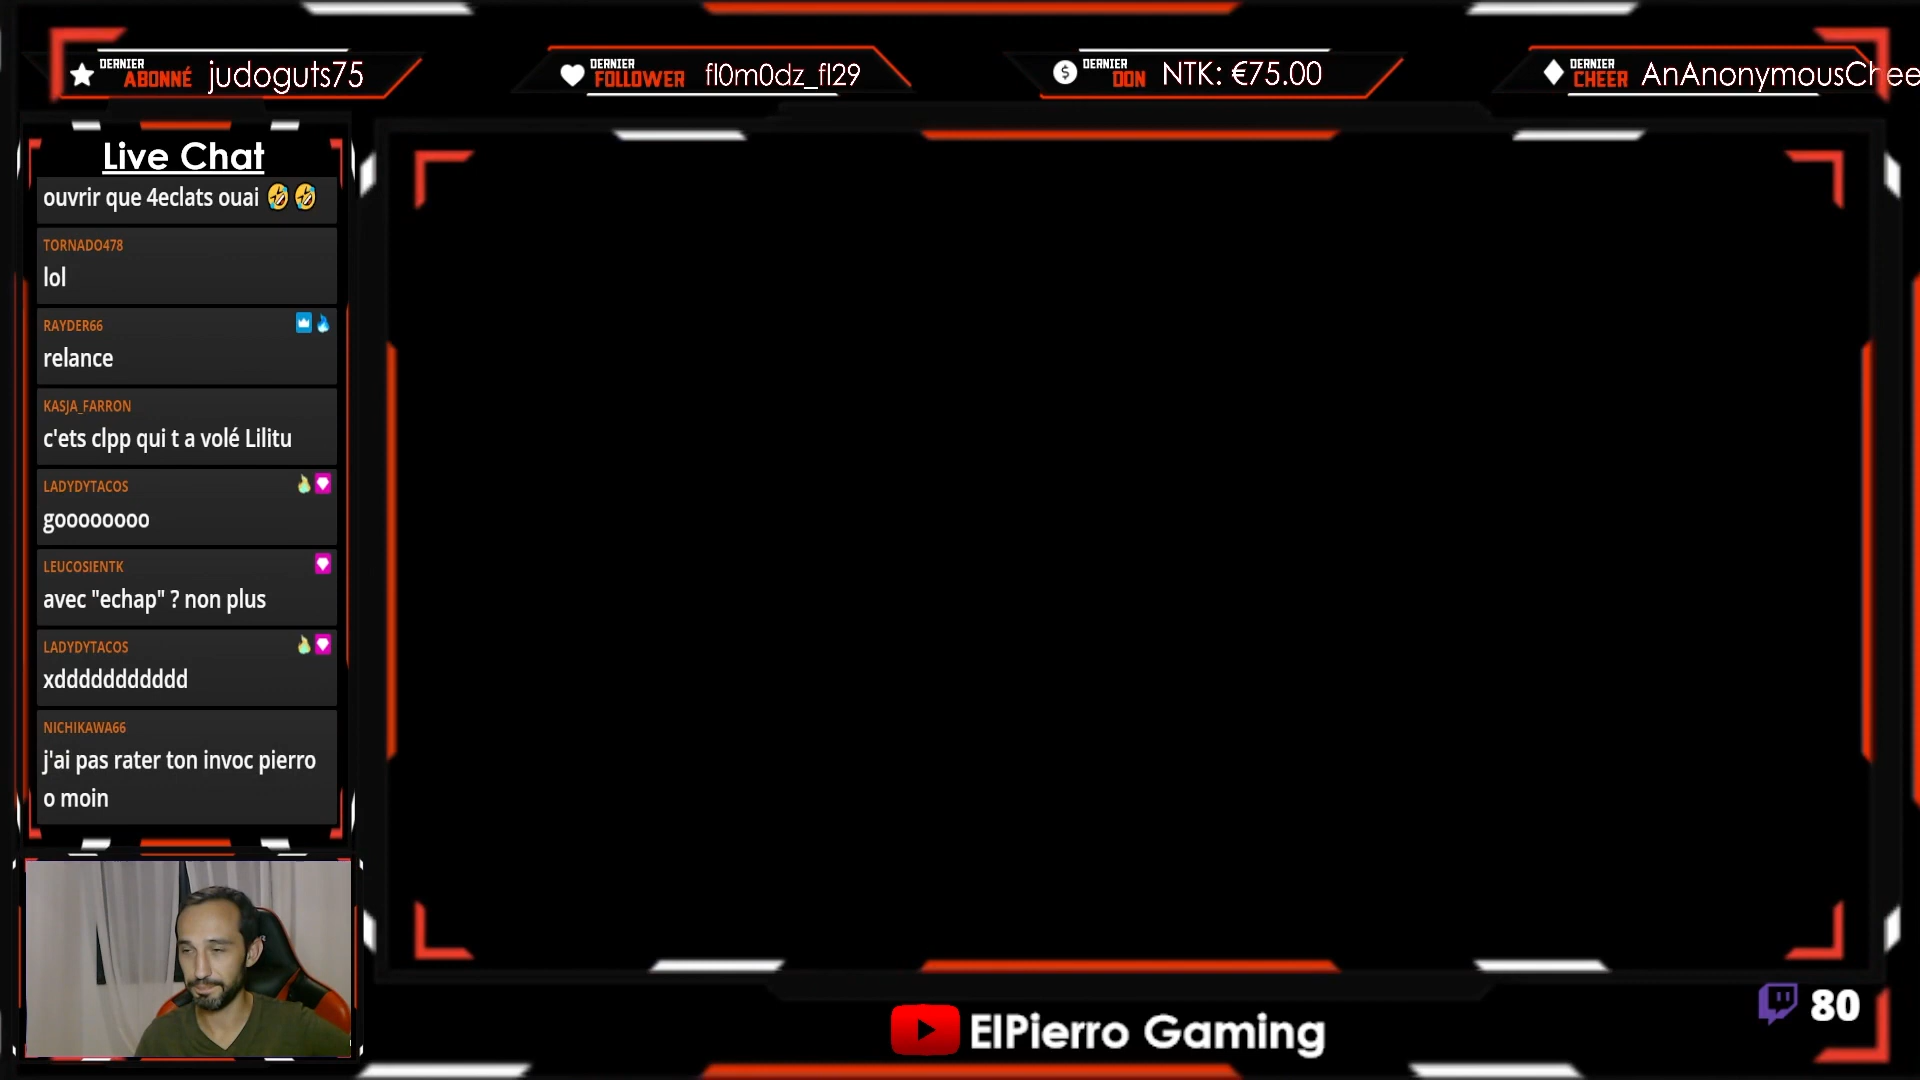 DERNIER
ABONNÉ
judoguts75
DERNIER
FOLLOWER
fl0m0dz_fl29
DERNIER
DON
NTK: €75.00
DERNIER
CHEER
AnAnonymousChee
Live Chat
ouvrir que 4eclats ouai 🤣 🤣
TORNADO478
lol
RAYDER66
relance
KASJA_FARRON
c'ets clpp qui t a volé Lilitu
LADYDYTACOS
goooooooo
LEUCOSIENTK
avec "echap" ? non plus
LADYDYTACOS
xddddddddddd
NICHIKAWA66
j'ai pas rater ton invoc pierro
o moin
ElPierro Gaming
80